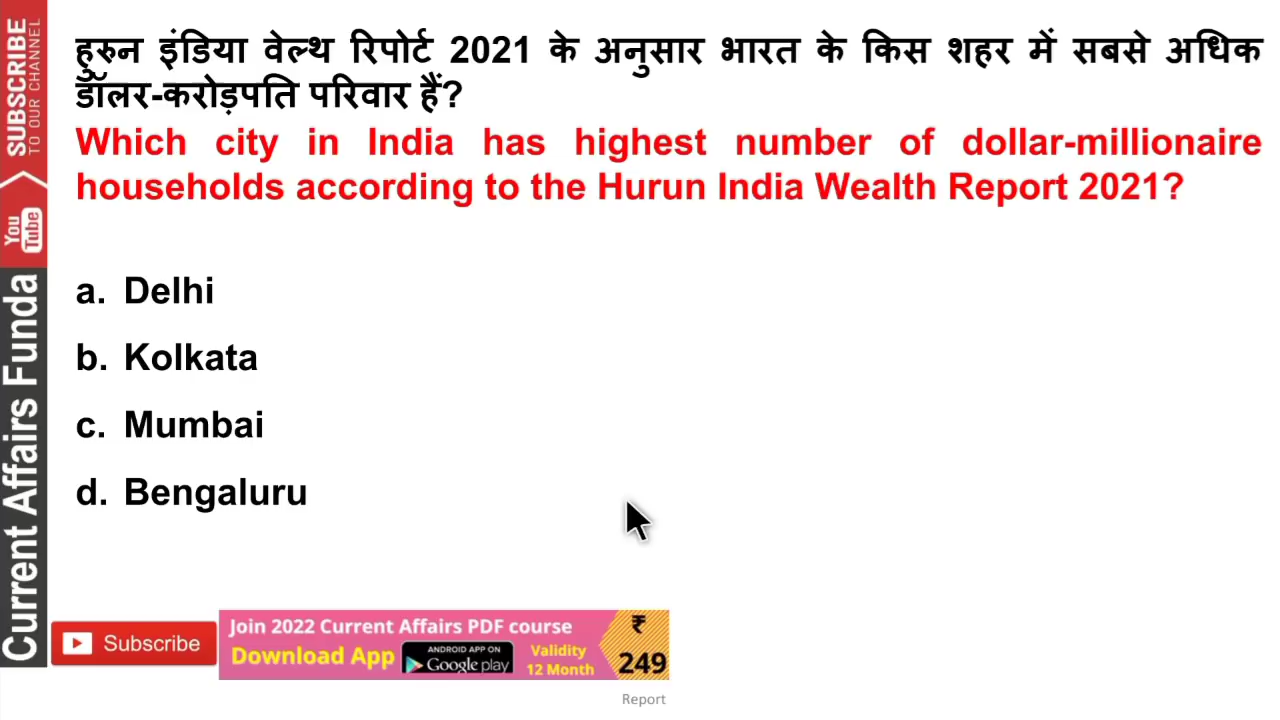 हुरुन इंडिया वेल्थ रिपोर्ट 2021 के अनुसार भारत के किस शहर में सबसे अधिक
डॉलर-करोड़पति परिवार हैं?
Which city in India has highest number of dollar-millionaire
households according to the Hurun India Wealth Report 2021?
a. Delhi
b. Kolkata
c. Mumbai
d. Bengaluru
SUBSCRIBE
TO OUR CHANNEL
You
Tube
Current Affairs Funda
Subscribe
Join 2022 Current Affairs PDF course
Download App
ANDROID APP ON
Google play
Validity
12 Month
₹
249
Report